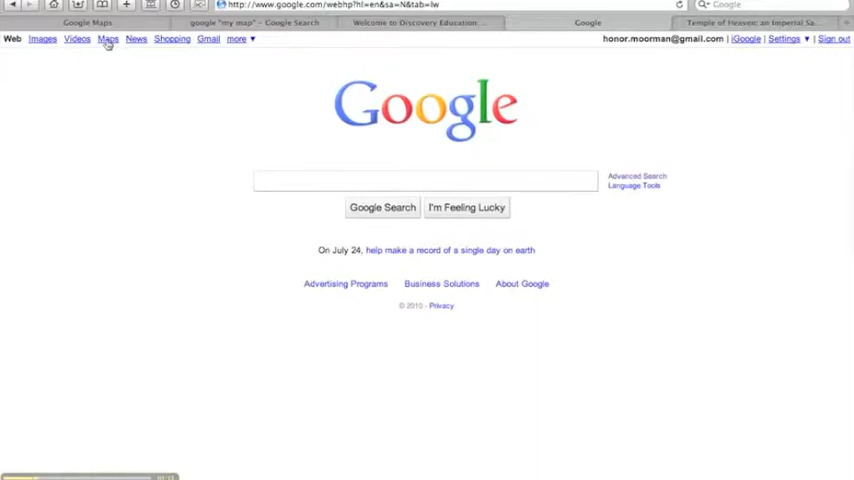 http://www.google.com/webhp?hl=en&sa=N&tab=lw
Google
Google Maps
google "my map" – Google Search
Welcome to Discovery Education...
Google
Temple of Heaven: an Imperial Sa...
Web Images Videos Maps News Shopping Gmail more ▼
honor.moorman@gmail.com | iGoogle | Settings ▼ | Sign out
Google
Advanced Search
Language Tools
Google Search
I'm Feeling Lucky
On July 24, help make a record of a single day on earth
Advertising Programs Business Solutions About Google
© 2010 - Privacy